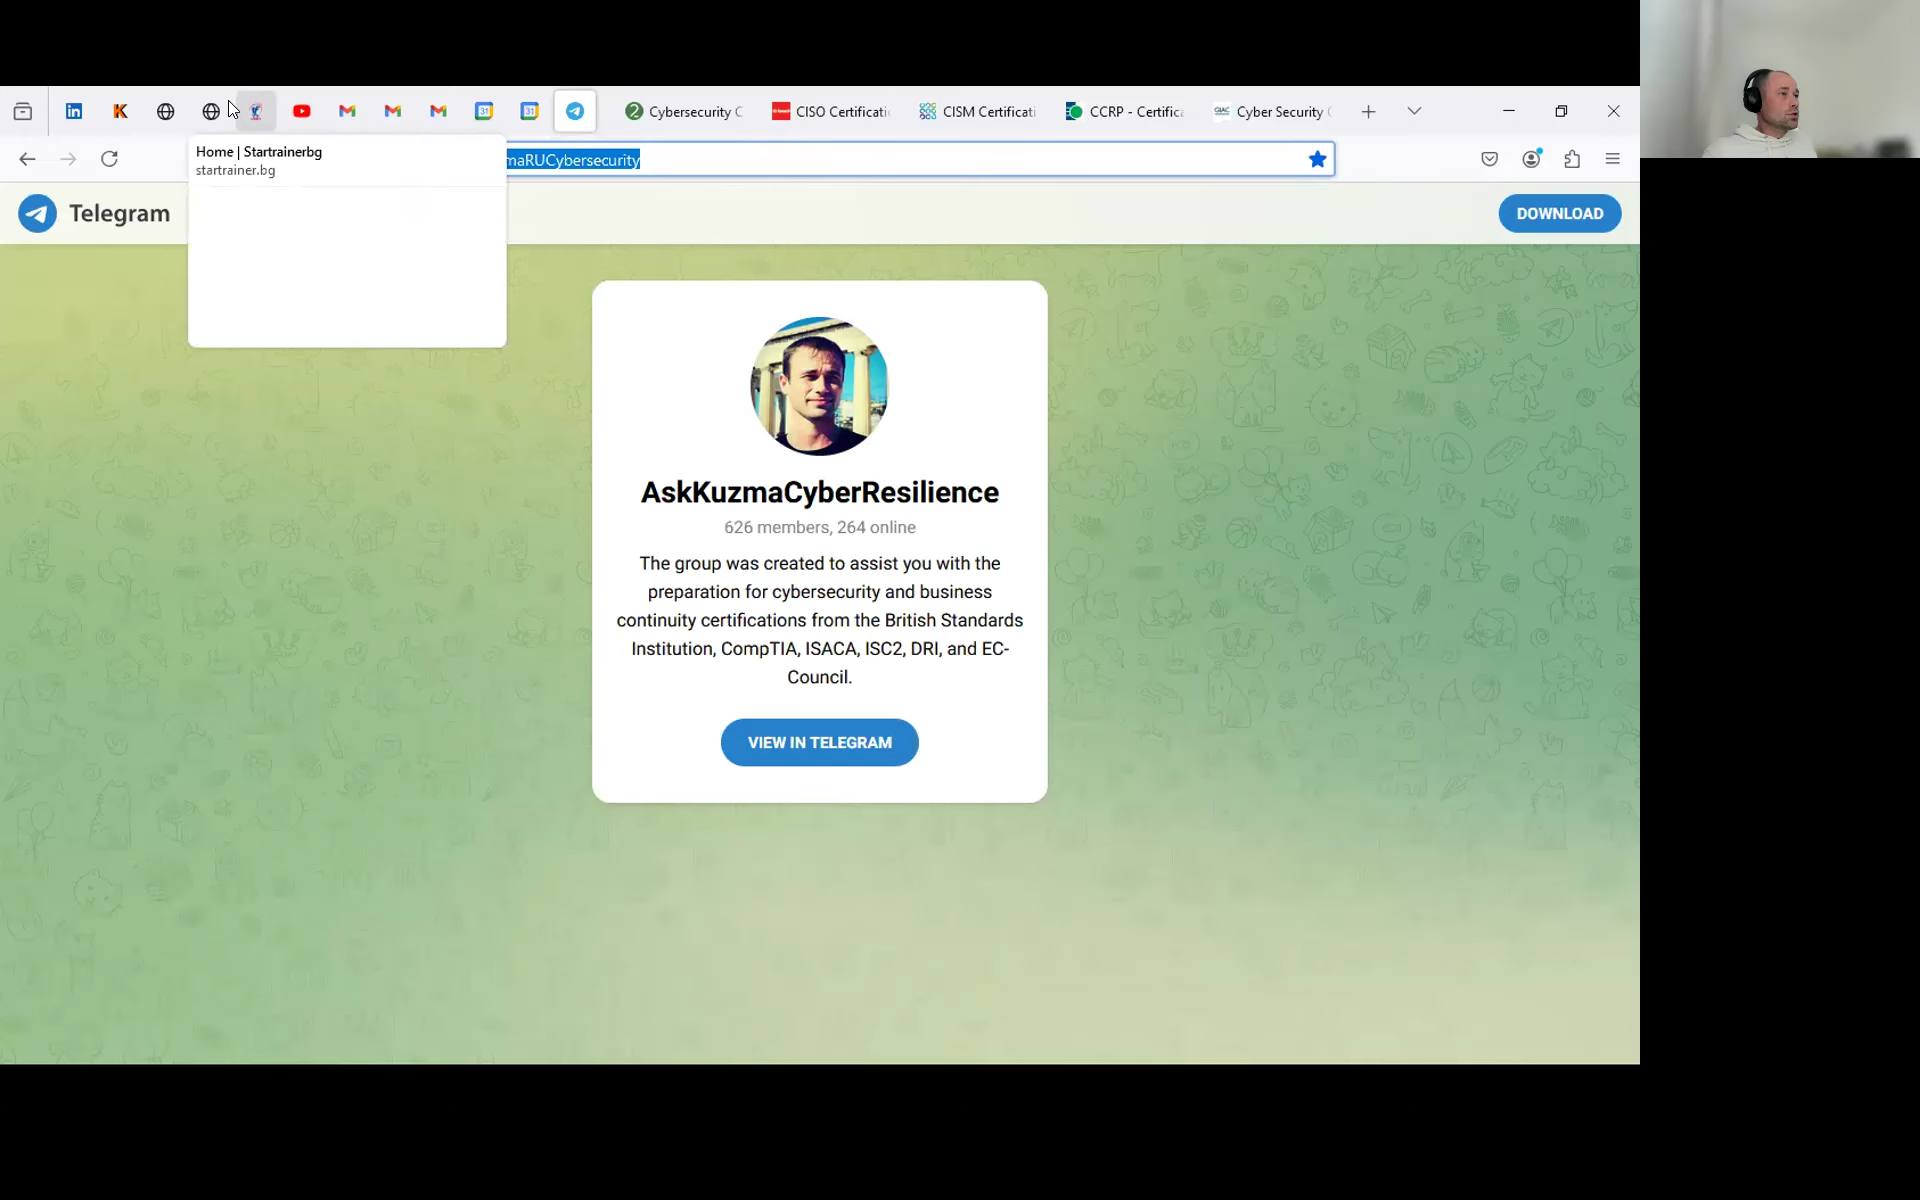 Cybersecurity C
CISO Certificati
CISM Certificati
CCRP - Certifica
Cyber Security (
Home | Startrainerbg
startrainer.bg
maRUCybersecurity
Telegram
DOWNLOAD
AskKuzmaCyberResilience
626 members, 264 online
The group was created to assist you with the
preparation for cybersecurity and business
continuity certifications from the British Standards
Institution, CompTIA, ISACA, ISC2, DRI, and EC-
Council.
VIEW IN TELEGRAM